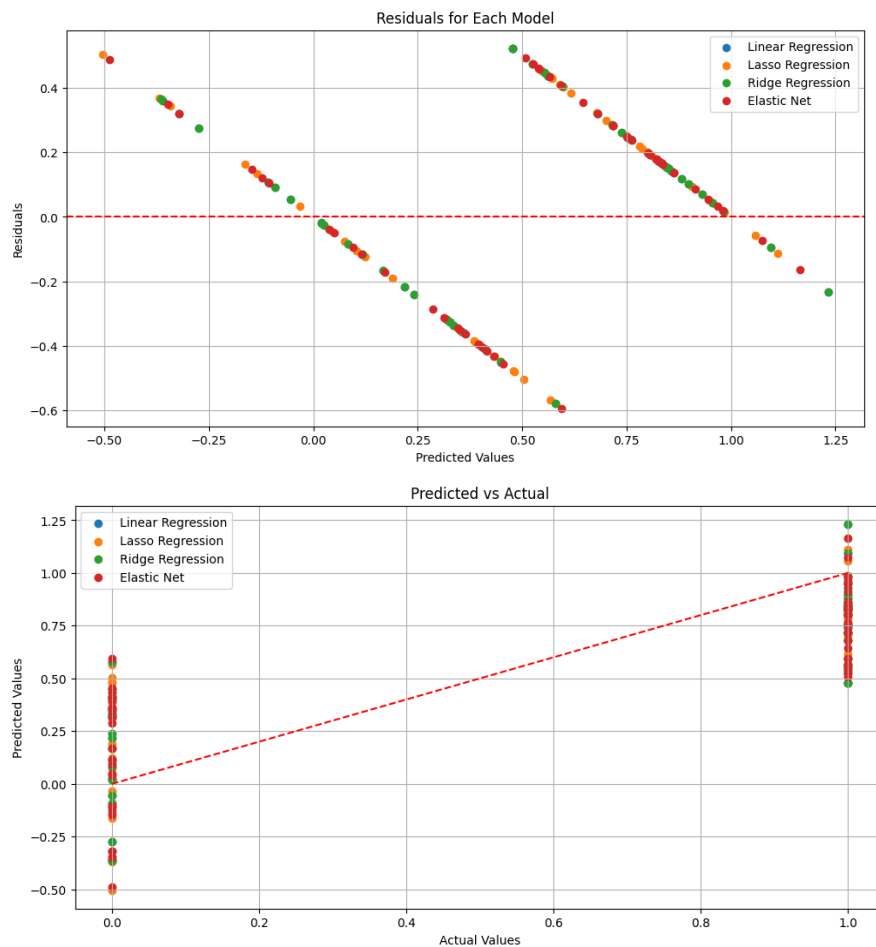 Residuals for Each Model
Linear Regression
Lasso Regression
Ridge Regression
Elastic Net
0.4
0.2
0.0
−0.2
−0.4
−0.6
Residuals
−0.50
−0.25
0.00
0.25
0.50
0.75
1.00
1.25
Predicted Values
Predicted vs Actual
Linear Regression
Lasso Regression
Ridge Regression
Elastic Net
1.25
1.00
0.75
0.50
0.25
0.00
−0.25
−0.50
Predicted Values
0.0
0.2
0.4
0.6
0.8
1.0
Actual Values